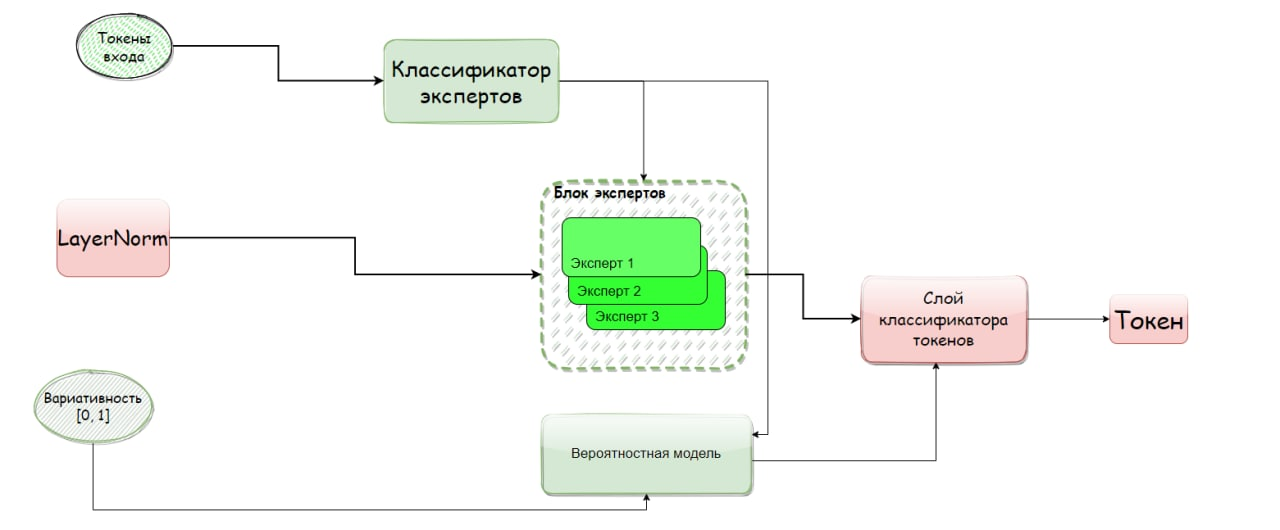 Токены
входа
Классификатор
экспертов
Блок экспертов
LayerNorm
Эксперт 1
Эксперт 2
Эксперт 3
Слой
классификатора
токенов
Токен
Вариативность
[0, 1]
Вероятностная модель